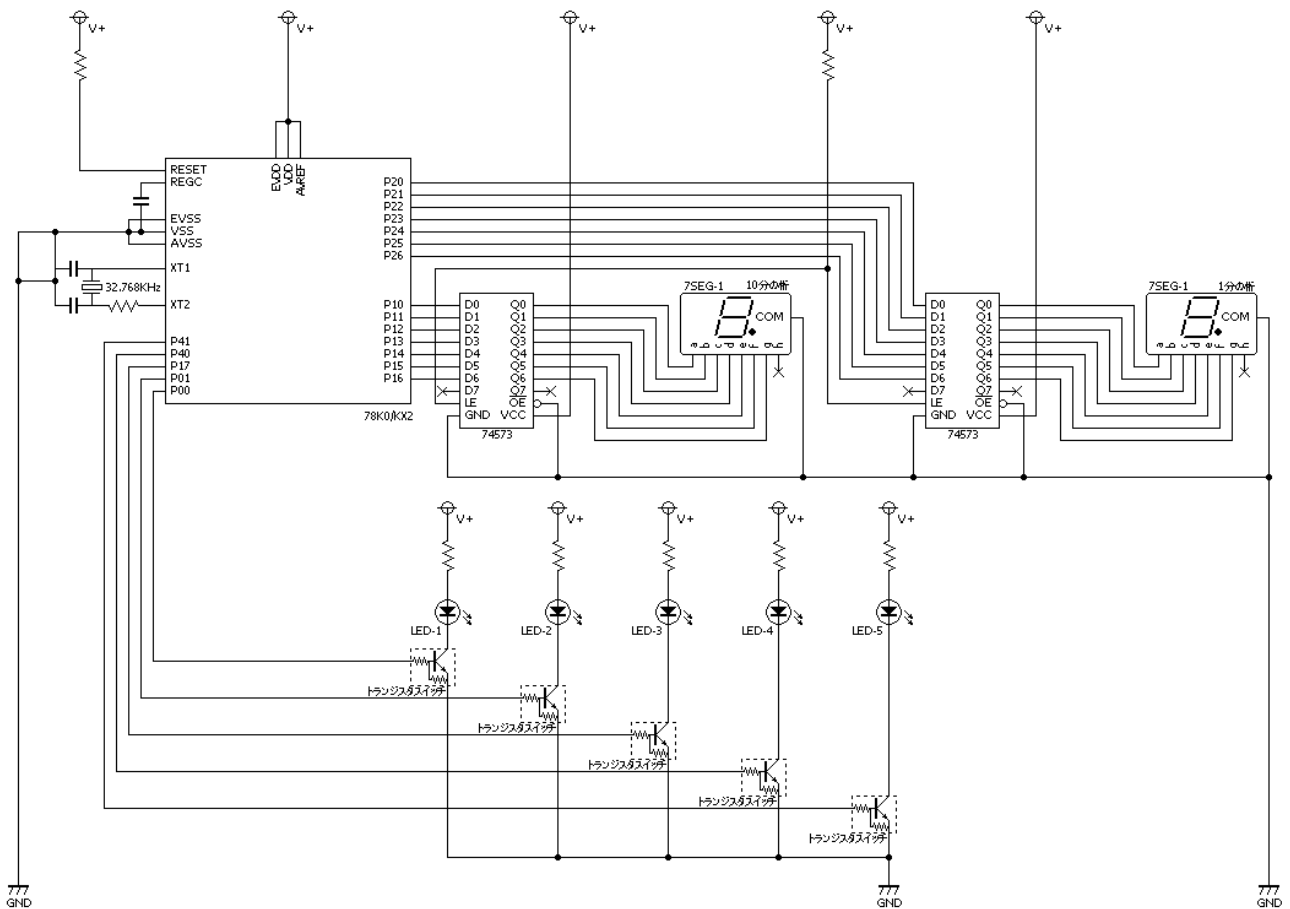 V+
V+
V+
V+
V+
RESET
REGC
EVSS
VSS
AVSS
XT1
32.768KHz
XT2
P41
P40
P17
P01
P00
EVDD
VDD
AVREF
P20
P21
P22
P23
P24
P25
P26
P10
P11
P12
P13
P14
P15
P16
78K0/KX2
D0
D1
D2
D3
D4
D5
D6
D7
LE
GND
Q0
Q1
Q2
Q3
Q4
Q5
Q6
Q7
OE
VCC
74573
7SEG-1 10分の桁
COM
a b c d e f g h
D0
D1
D2
D3
D4
D5
D6
D7
LE
GND
Q0
Q1
Q2
Q3
Q4
Q5
Q6
Q7
OE
VCC
74573
7SEG-1 1分の桁
COM
a b c d e f g h
V+
V+
V+
V+
V+
LED-1
LED-2
LED-3
LED-4
LED-5
トランジスタスイッチ
トランジスタスイッチ
トランジスタスイッチ
トランジスタスイッチ
トランジスタスイッチ
GND
GND
GND